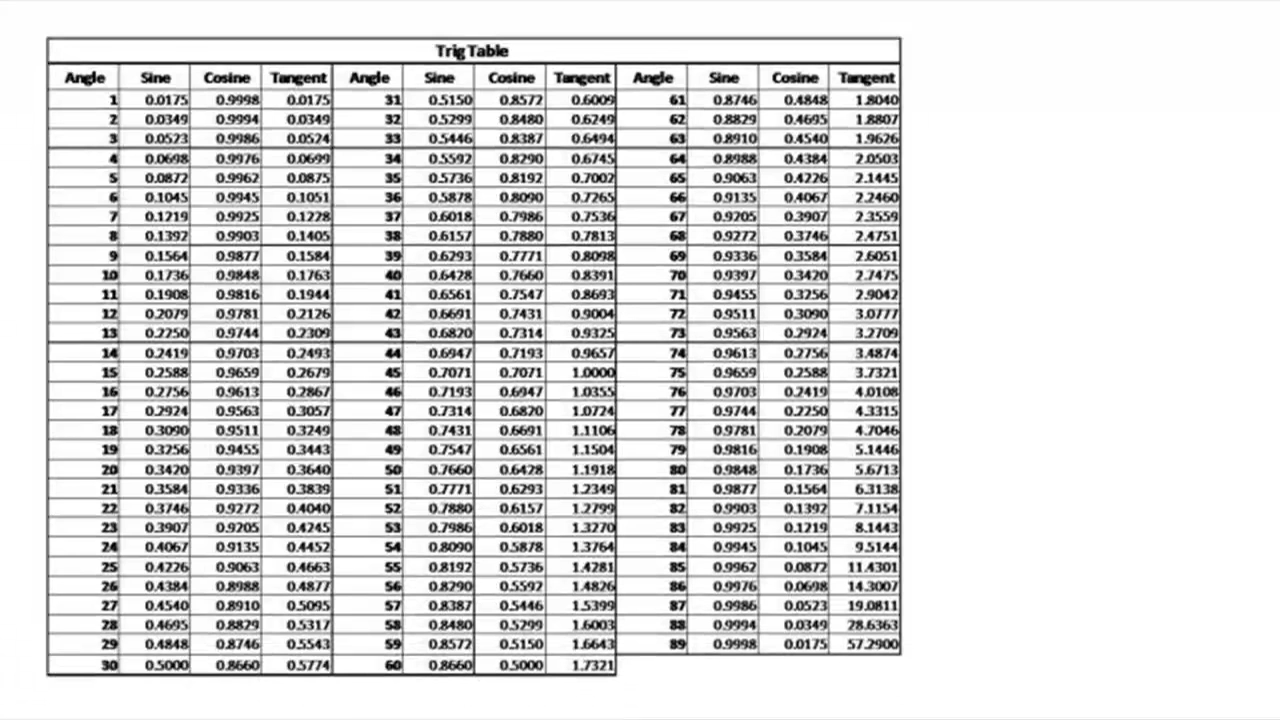 Trig Table
Angle Sine Cosine Tangent Angle Sine Cosine Tangent Angle Sine Cosine Tangent
1 0.0175 0.9998 0.0175 31 0.5150 0.8572 0.6009 61 0.8746 0.4848 1.8040
2 0.0349 0.9994 0.0349 32 0.5299 0.8480 0.6249 62 0.8829 0.4695 1.8807
3 0.0523 0.9986 0.0524 33 0.5446 0.8387 0.6494 63 0.8910 0.4540 1.9626
4 0.0698 0.9976 0.0699 34 0.5592 0.8290 0.6745 64 0.8988 0.4384 2.0503
5 0.0872 0.9962 0.0875 35 0.5736 0.8192 0.7002 65 0.9063 0.4226 2.1445
6 0.1045 0.9945 0.1051 36 0.5878 0.8090 0.7265 66 0.9135 0.4067 2.2460
7 0.1219 0.9925 0.1228 37 0.6018 0.7986 0.7536 67 0.9205 0.3907 2.3559
8 0.1392 0.9903 0.1405 38 0.6157 0.7880 0.7813 68 0.9272 0.3746 2.4751
9 0.1564 0.9877 0.1584 39 0.6293 0.7771 0.8098 69 0.9336 0.3584 2.6051
10 0.1736 0.9848 0.1763 40 0.6428 0.7660 0.8391 70 0.9397 0.3420 2.7475
11 0.1908 0.9816 0.1944 41 0.6561 0.7547 0.8693 71 0.9455 0.3256 2.9042
12 0.2079 0.9781 0.2126 42 0.6691 0.7431 0.9004 72 0.9511 0.3090 3.0777
13 0.2250 0.9744 0.2309 43 0.6820 0.7314 0.9325 73 0.9563 0.2924 3.2709
14 0.2419 0.9703 0.2493 44 0.6947 0.7193 0.9657 74 0.9613 0.2756 3.4874
15 0.2588 0.9659 0.2679 45 0.7071 0.7071 1.0000 75 0.9659 0.2588 3.7321
16 0.2756 0.9613 0.2867 46 0.7193 0.6947 1.0355 76 0.9703 0.2419 4.0108
17 0.2924 0.9563 0.3057 47 0.7314 0.6820 1.0724 77 0.9744 0.2250 4.3315
18 0.3090 0.9511 0.3249 48 0.7431 0.6691 1.1106 78 0.9781 0.2079 4.7046
19 0.3256 0.9455 0.3443 49 0.7547 0.6561 1.1504 79 0.9816 0.1908 5.1446
20 0.3420 0.9397 0.3640 50 0.7660 0.6428 1.1918 80 0.9848 0.1736 5.6713
21 0.3584 0.9336 0.3839 51 0.7771 0.6293 1.2349 81 0.9877 0.1564 6.3138
22 0.3746 0.9272 0.4040 52 0.7880 0.6157 1.2799 82 0.9903 0.1392 7.1154
23 0.3907 0.9205 0.4245 53 0.7986 0.6018 1.3270 83 0.9925 0.1219 8.1443
24 0.4067 0.9135 0.4452 54 0.8090 0.5878 1.3764 84 0.9945 0.1045 9.5144
25 0.4226 0.9063 0.4663 55 0.8192 0.5736 1.4281 85 0.9962 0.0872 11.4301
26 0.4384 0.8988 0.4877 56 0.8290 0.5592 1.4826 86 0.9976 0.0698 14.3007
27 0.4540 0.8910 0.5095 57 0.8387 0.5446 1.5399 87 0.9986 0.0523 19.0811
28 0.4695 0.8829 0.5317 58 0.8480 0.5299 1.6003 88 0.9994 0.0349 28.6363
29 0.4848 0.8746 0.5543 59 0.8572 0.5150 1.6643 89 0.9998 0.0175 57.2900
30 0.5000 0.8660 0.5774 60 0.8660 0.5000 1.7321